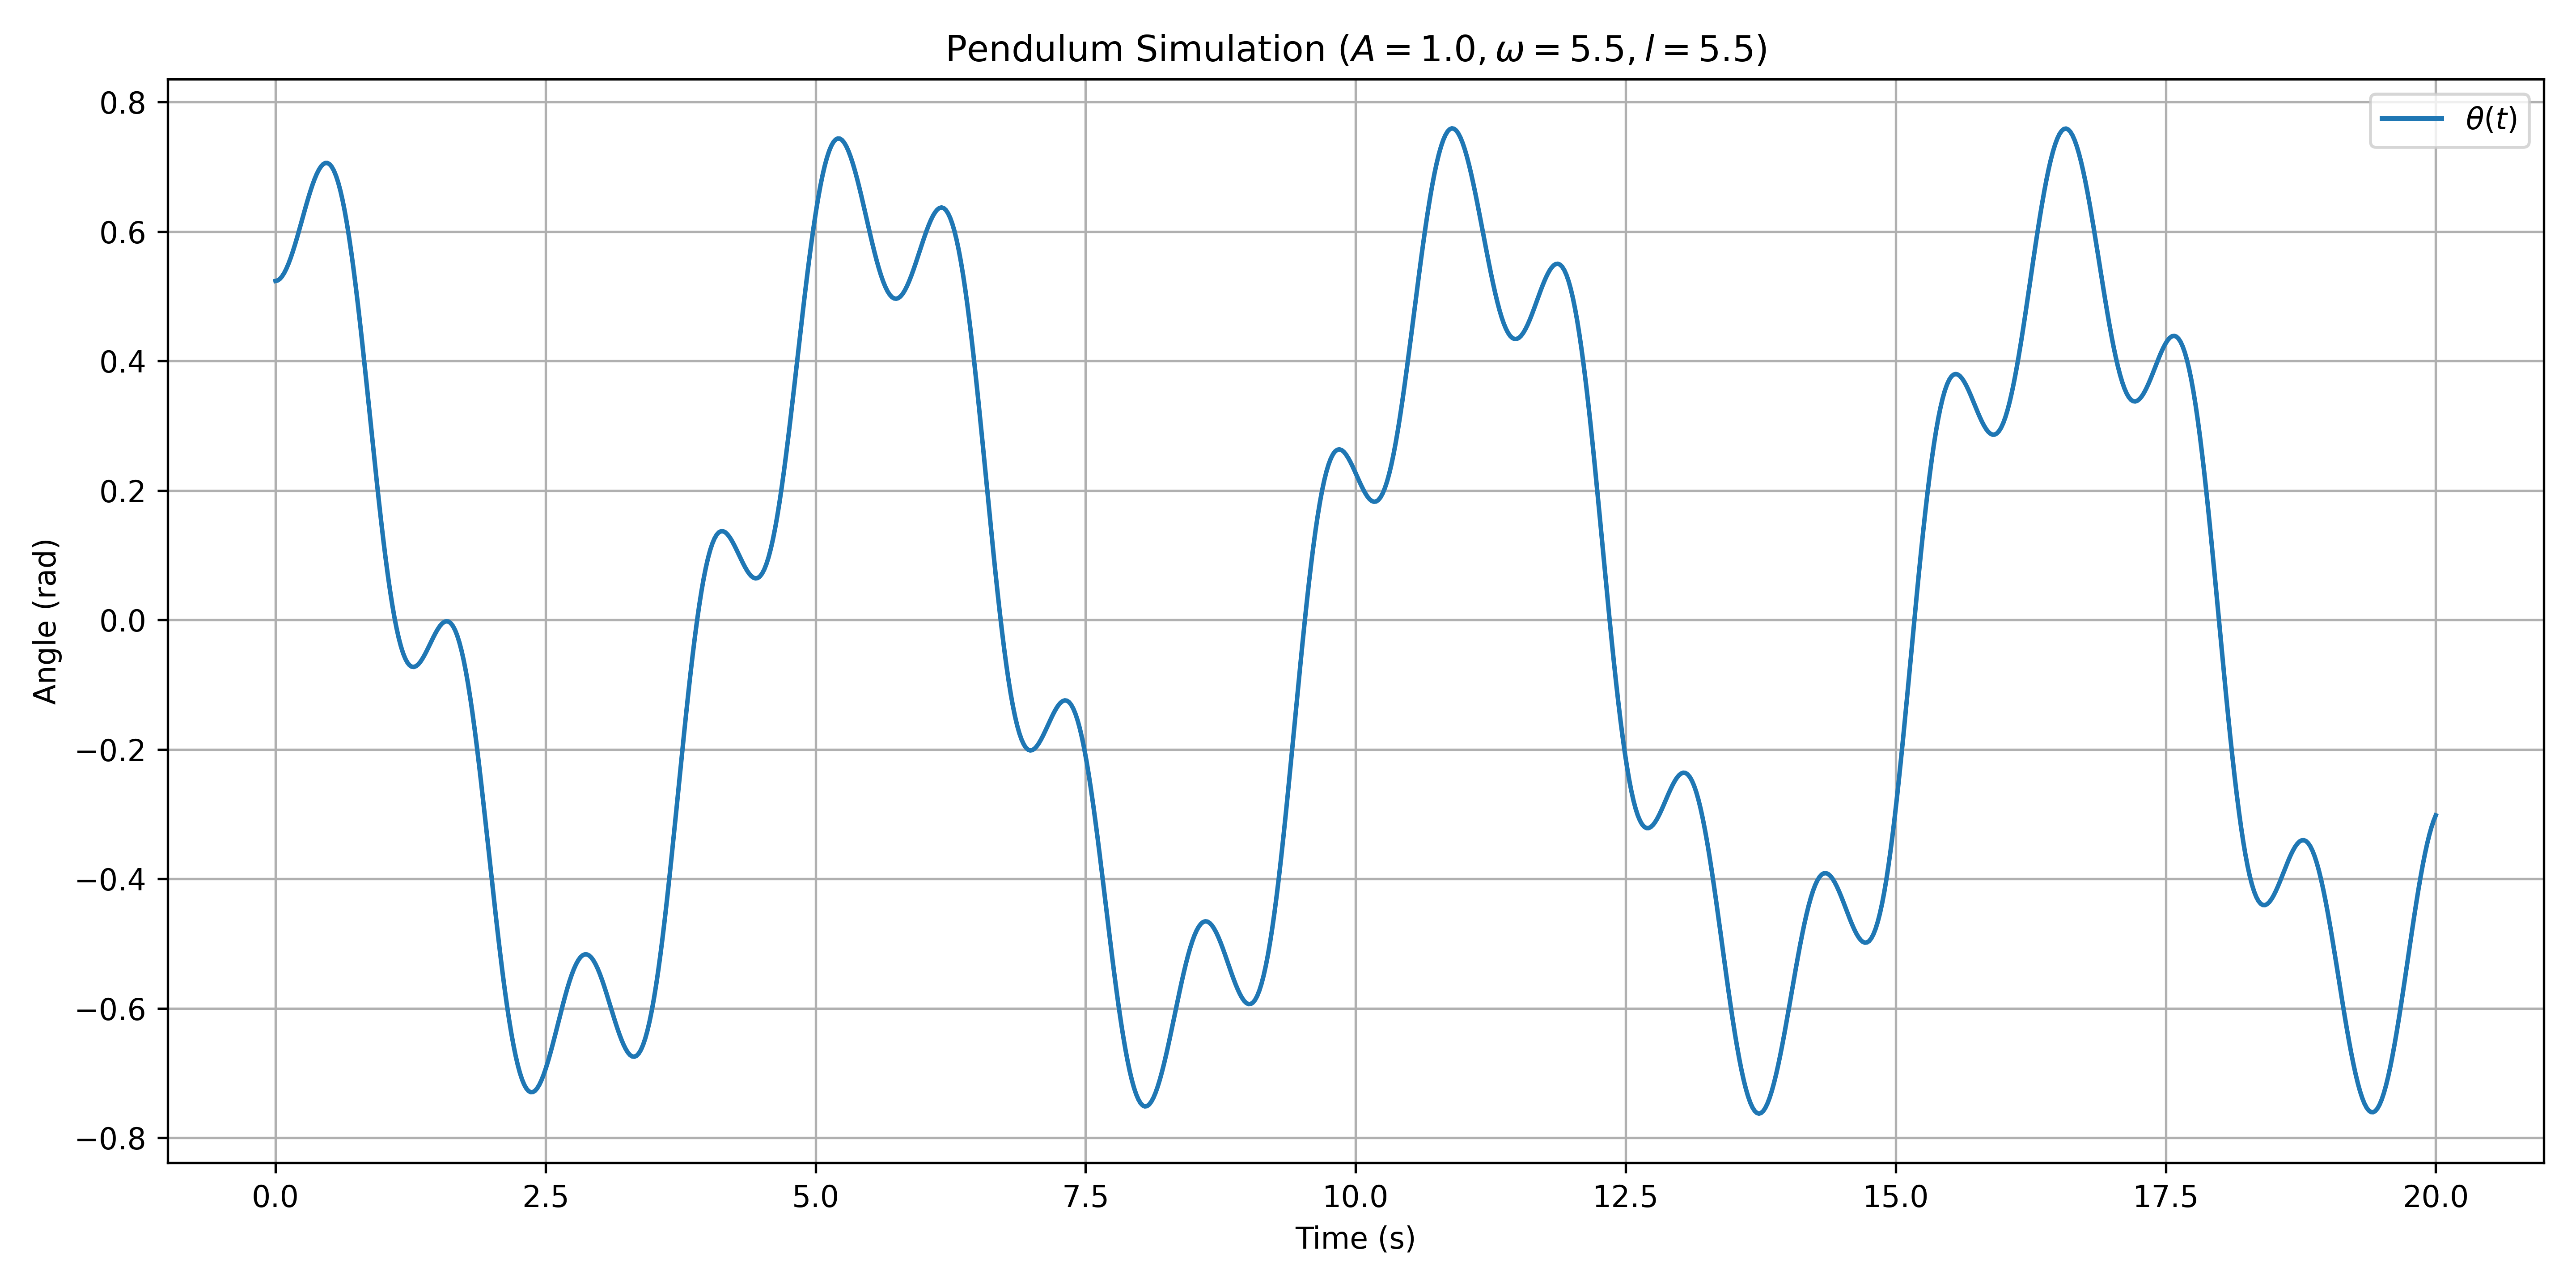 Pendulum Simulation (A = 1.0, ω = 5.5, l = 5.5)
θ(t)
0.8
0.6
0.4
0.2
0.0
−0.2
−0.4
−0.6
−0.8
Angle (rad)
0.0 2.5 5.0 7.5 10.0 12.5 15.0 17.5 20.0
Time (s)